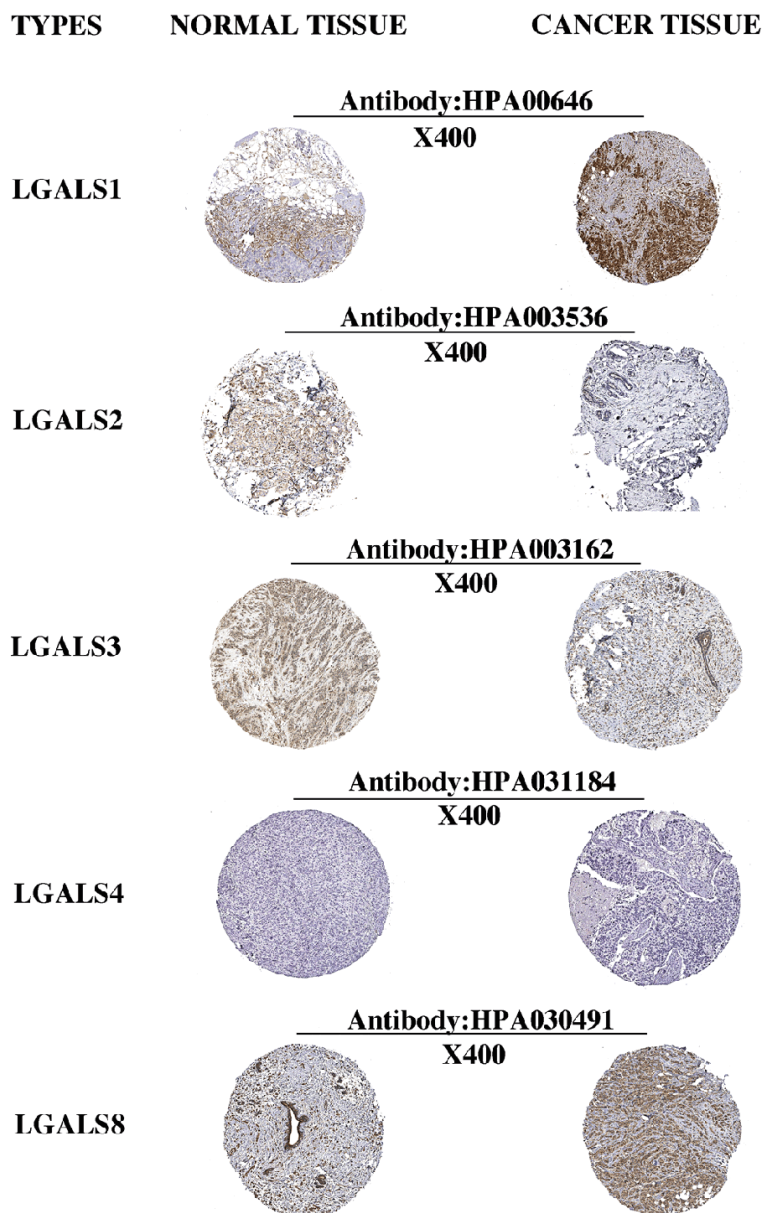 TYPES NORMAL TISSUE CANCER TISSUE
Antibody:HPA00646
X400
LGALS1
Antibody:HPA003536
X400
LGALS2
Antibody:HPA003162
X400
LGALS3
Antibody:HPA031184
X400
LGALS4
Antibody:HPA030491
X400
LGALS8